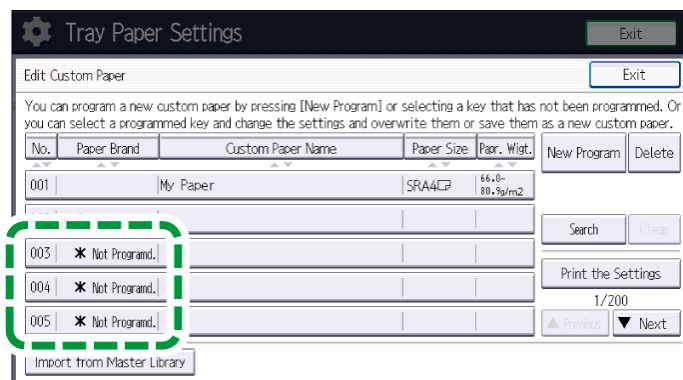 Tray Paper Settings
Exit
Edit Custom Paper
Exit
You can program a new custom paper by pressing [New Program] or selecting a key that has not been programmed. Or
you can select a programmed key and change the settings and overwrite them or save them as a new custom paper.
No. Paper Brand Custom Paper Name Paper Size Papr. Wigt. New Program Delete
001 My Paper SRA4 66.0-
80.9g/m2
Search Clear
003 * Not Programd.
Print the Settings
004 * Not Programd.
1/200
005 * Not Programd.
▲ Previous ▼ Next
Import from Master Library